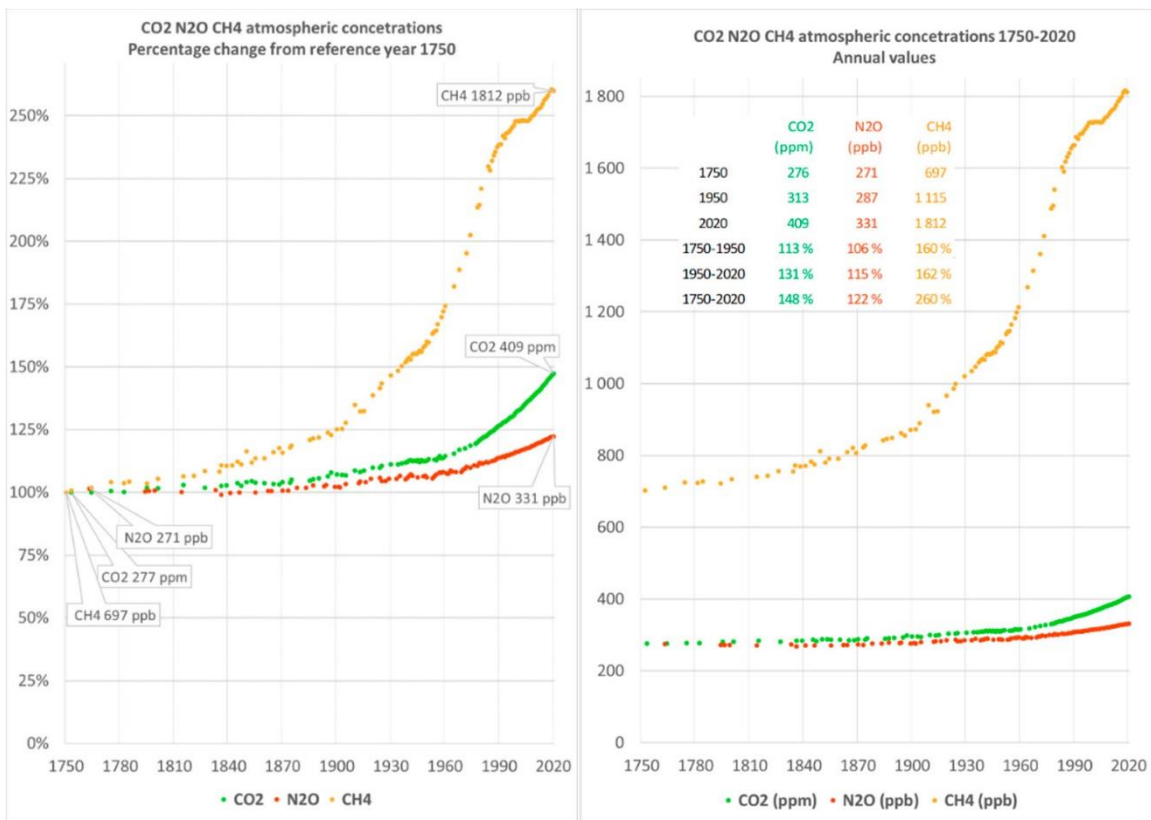 CO2 N2O CH4 atmospheric concetrations
Percentage change from reference year 1750
CH4 1812 ppb
250%
225%
200%
175%
CO2 409 ppm
150%
125%
100%
N2O 331 ppb
N2O 271 ppb
75%
CO2 277 ppm
CH4 697 ppb
50%
25%
0%
1750 1780 1810 1840 1870 1900 1930 1960 1990 2020
CO2 N2O CH4
CO2 N2O CH4 atmospheric concetrations 1750-2020
Annual values
1 800
CO2 N2O CH4
(ppm) (ppb) (ppb)
1750 276 271 697
1950 313 287 1 115
2020 409 331 1 812
1750-1950 113 % 106 % 160 %
1950-2020 131 % 115 % 162 %
1750-2020 148 % 122 % 260 %
1 600
1 400
1 200
1 000
800
600
400
200
0
1750 1780 1810 1840 1870 1900 1930 1960 1990 2020
CO2 (ppm) N2O (ppb) CH4 (ppb)